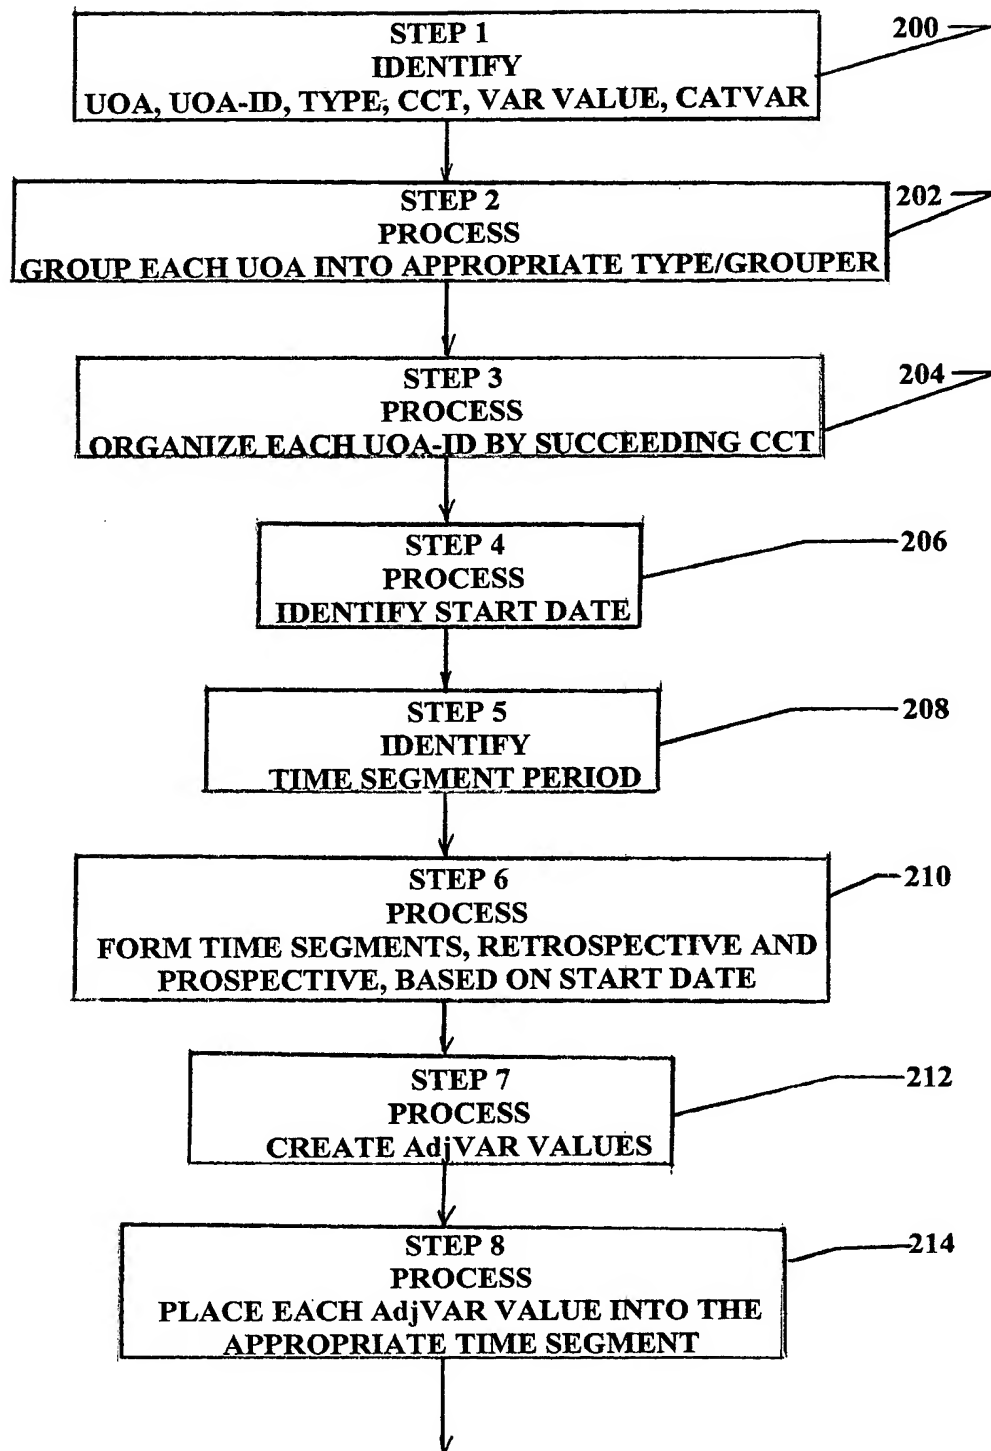 STEP 1
200
IDENTIFY
UOA, UOA-ID, TYPE, CCT, VAR VALUE, CATVAR
STEP 2
202
PROCESS
GROUP EACH UOA INTO APPROPRIATE TYPE/GROUPER
STEP 3
204
PROCESS
ORGANIZE EACH UOA-ID BY SUCCEEDING CCT
STEP 4
206
PROCESS
IDENTIFY START DATE
STEP 5
208
IDENTIFY
TIME SEGMENT PERIOD
STEP 6
210
PROCESS
FORM TIME SEGMENTS, RETROSPECTIVE AND
PROSPECTIVE, BASED ON START DATE
STEP 7
212
PROCESS
CREATE AdjVAR VALUES
STEP 8
214
PROCESS
PLACE EACH AdjVAR VALUE INTO THE
APPROPRIATE TIME SEGMENT